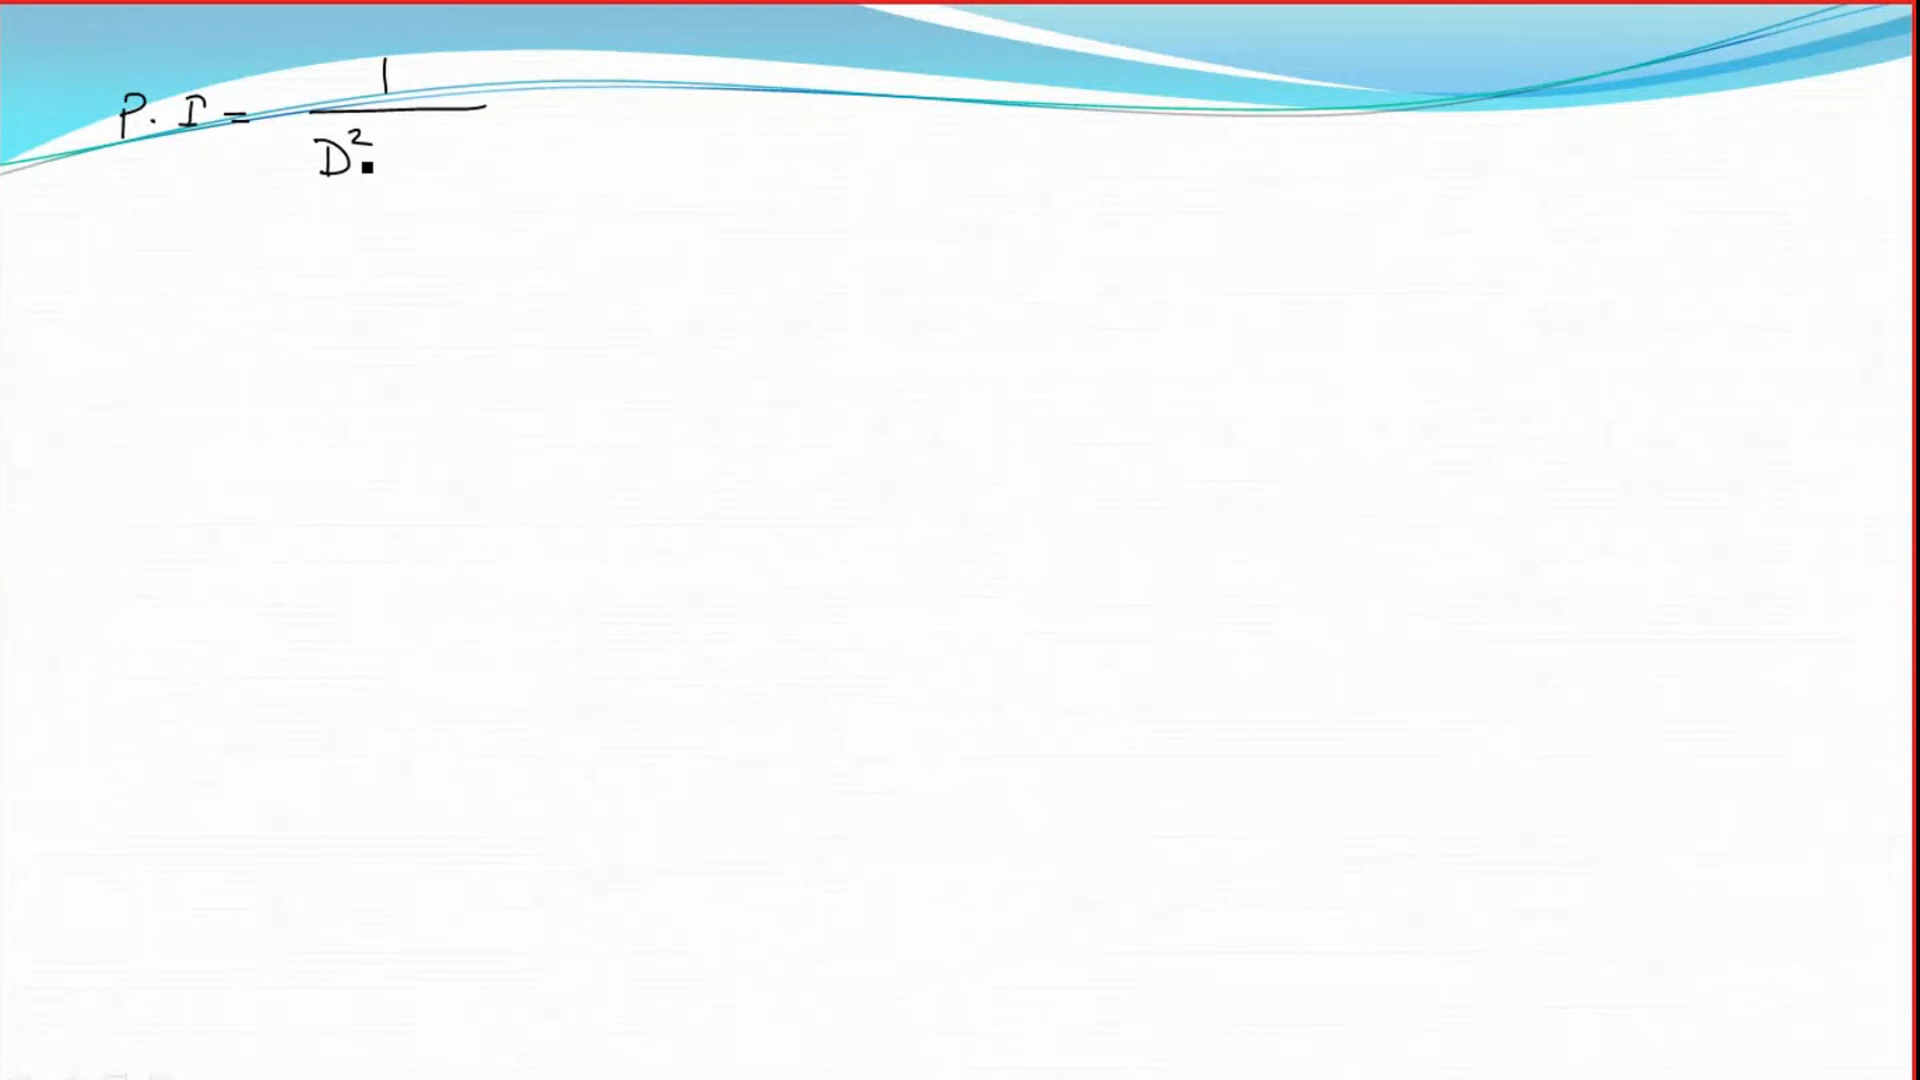 P. I = 1 / D²